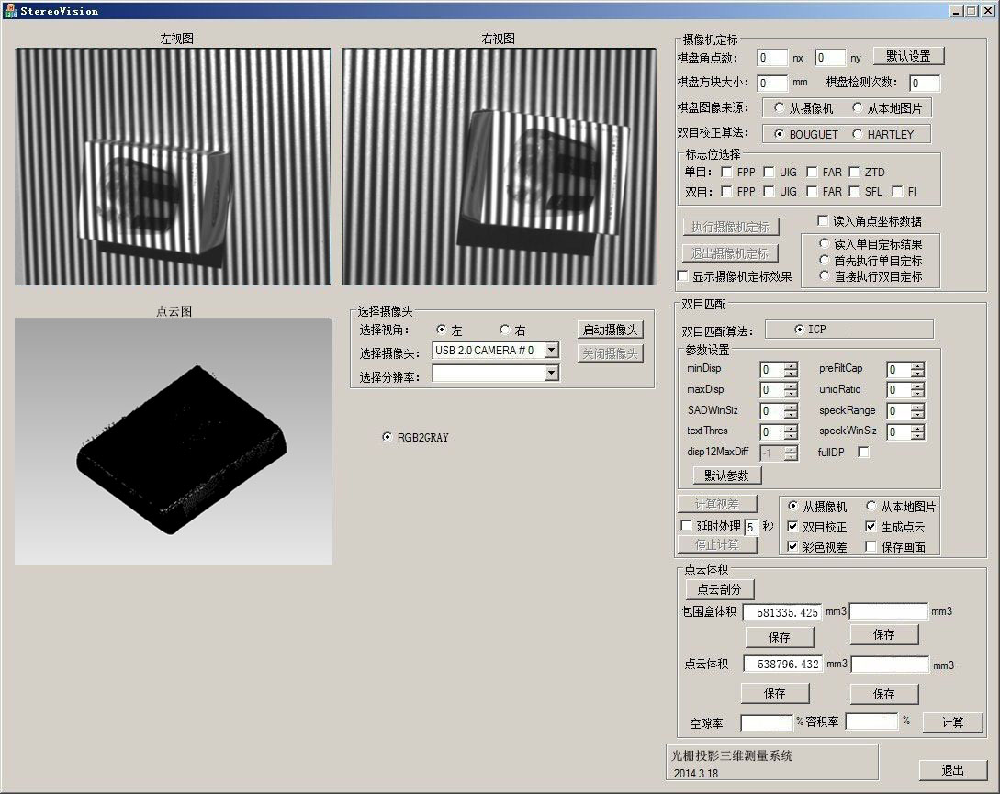 StereoVision
左视图
右视图
点云图
选择摄像头
选择视角： 左 右 启动摄像头
选择摄像头： USB 2.0 CAMERA # 0 关闭摄像头
选择分辨率：
RGB2GRAY
摄像机定标
棋盘角点数： 0 nx 0 ny 默认设置
棋盘方块大小： 0 mm 棋盘检测次数： 0
棋盘图像来源： 从摄像机 从本地图片
双目校正算法： BOUGUET HARTLEY
标志位选择
单目： FPP UIG FAR ZTD
双目： FPP UIG FAR SFL FI
执行摄像机定标 读入角点坐标数据
退出摄像机定标 读入单目定标结果
首先执行单目定标
显示摄像机定标效果 直接执行双目定标
双目匹配
双目匹配算法： ICP
参数设置
minDisp 0 preFiltCap 0
maxDisp 0 uniqRatio 0
SADWinSiz 0 speckRange 0
textThres 0 speckWinSiz 0
disp12MaxDiff -1 fullDP
默认参数
计算视差 从摄像机 从本地图片
延时处理 5 秒 双目校正 生成点云
停止计算 彩色视差 保存画面
点云体积
点云剖分
包围盒体积 581335.425 mm3 mm3
保存 保存
点云体积 538796.432 mm3 mm3
保存 保存
空隙率 % 容积率 % 计算
光栅投影三维测量系统
2014.3.18
退出